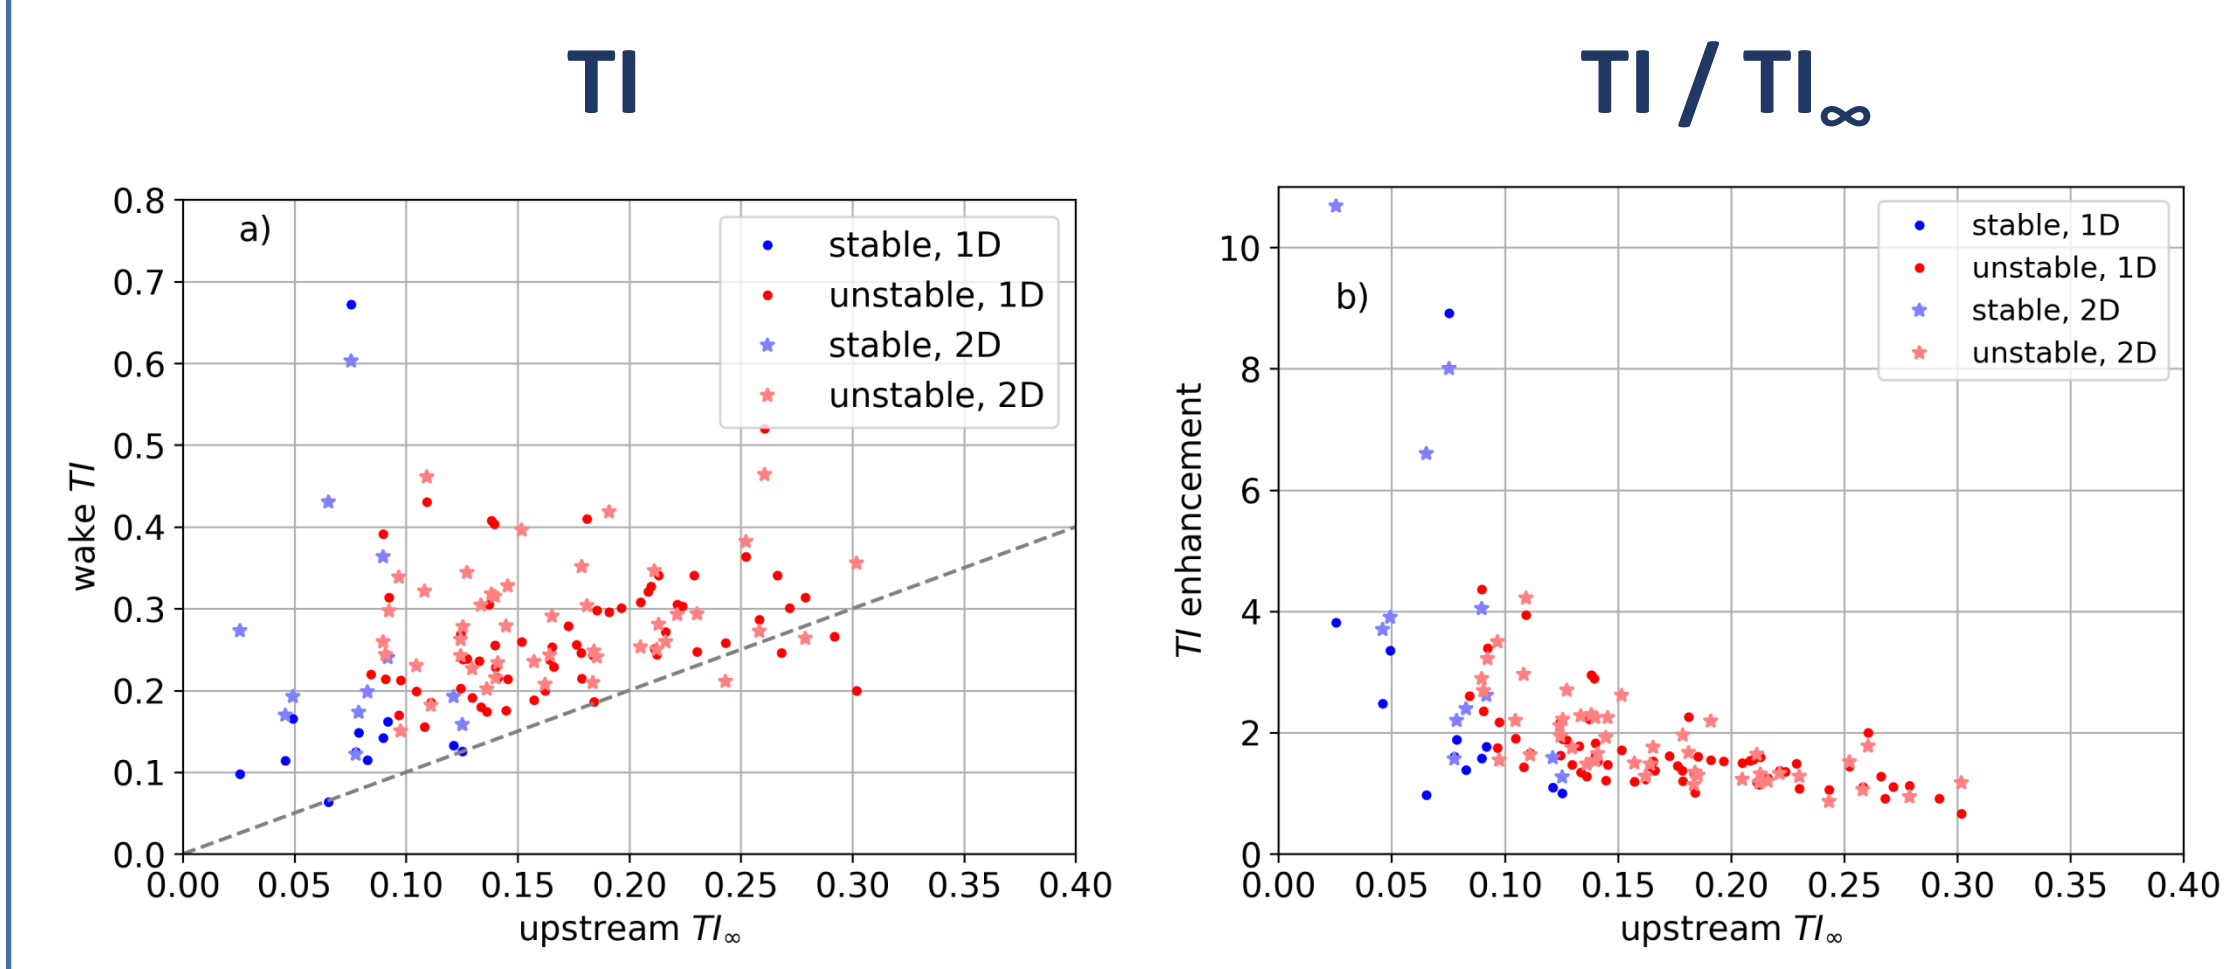 TI
TI / TI∞
a)
stable, 1D
unstable, 1D
stable, 2D
unstable, 2D
0.8
0.7
0.6
0.5
0.4
0.3
0.2
0.1
0.0
wake TI
0.00 0.05 0.10 0.15 0.20 0.25 0.30 0.35 0.40
upstream TI∞
b)
stable, 1D
unstable, 1D
stable, 2D
unstable, 2D
10
8
6
4
2
0
TI enhancement
0.00 0.05 0.10 0.15 0.20 0.25 0.30 0.35 0.40
upstream TI∞